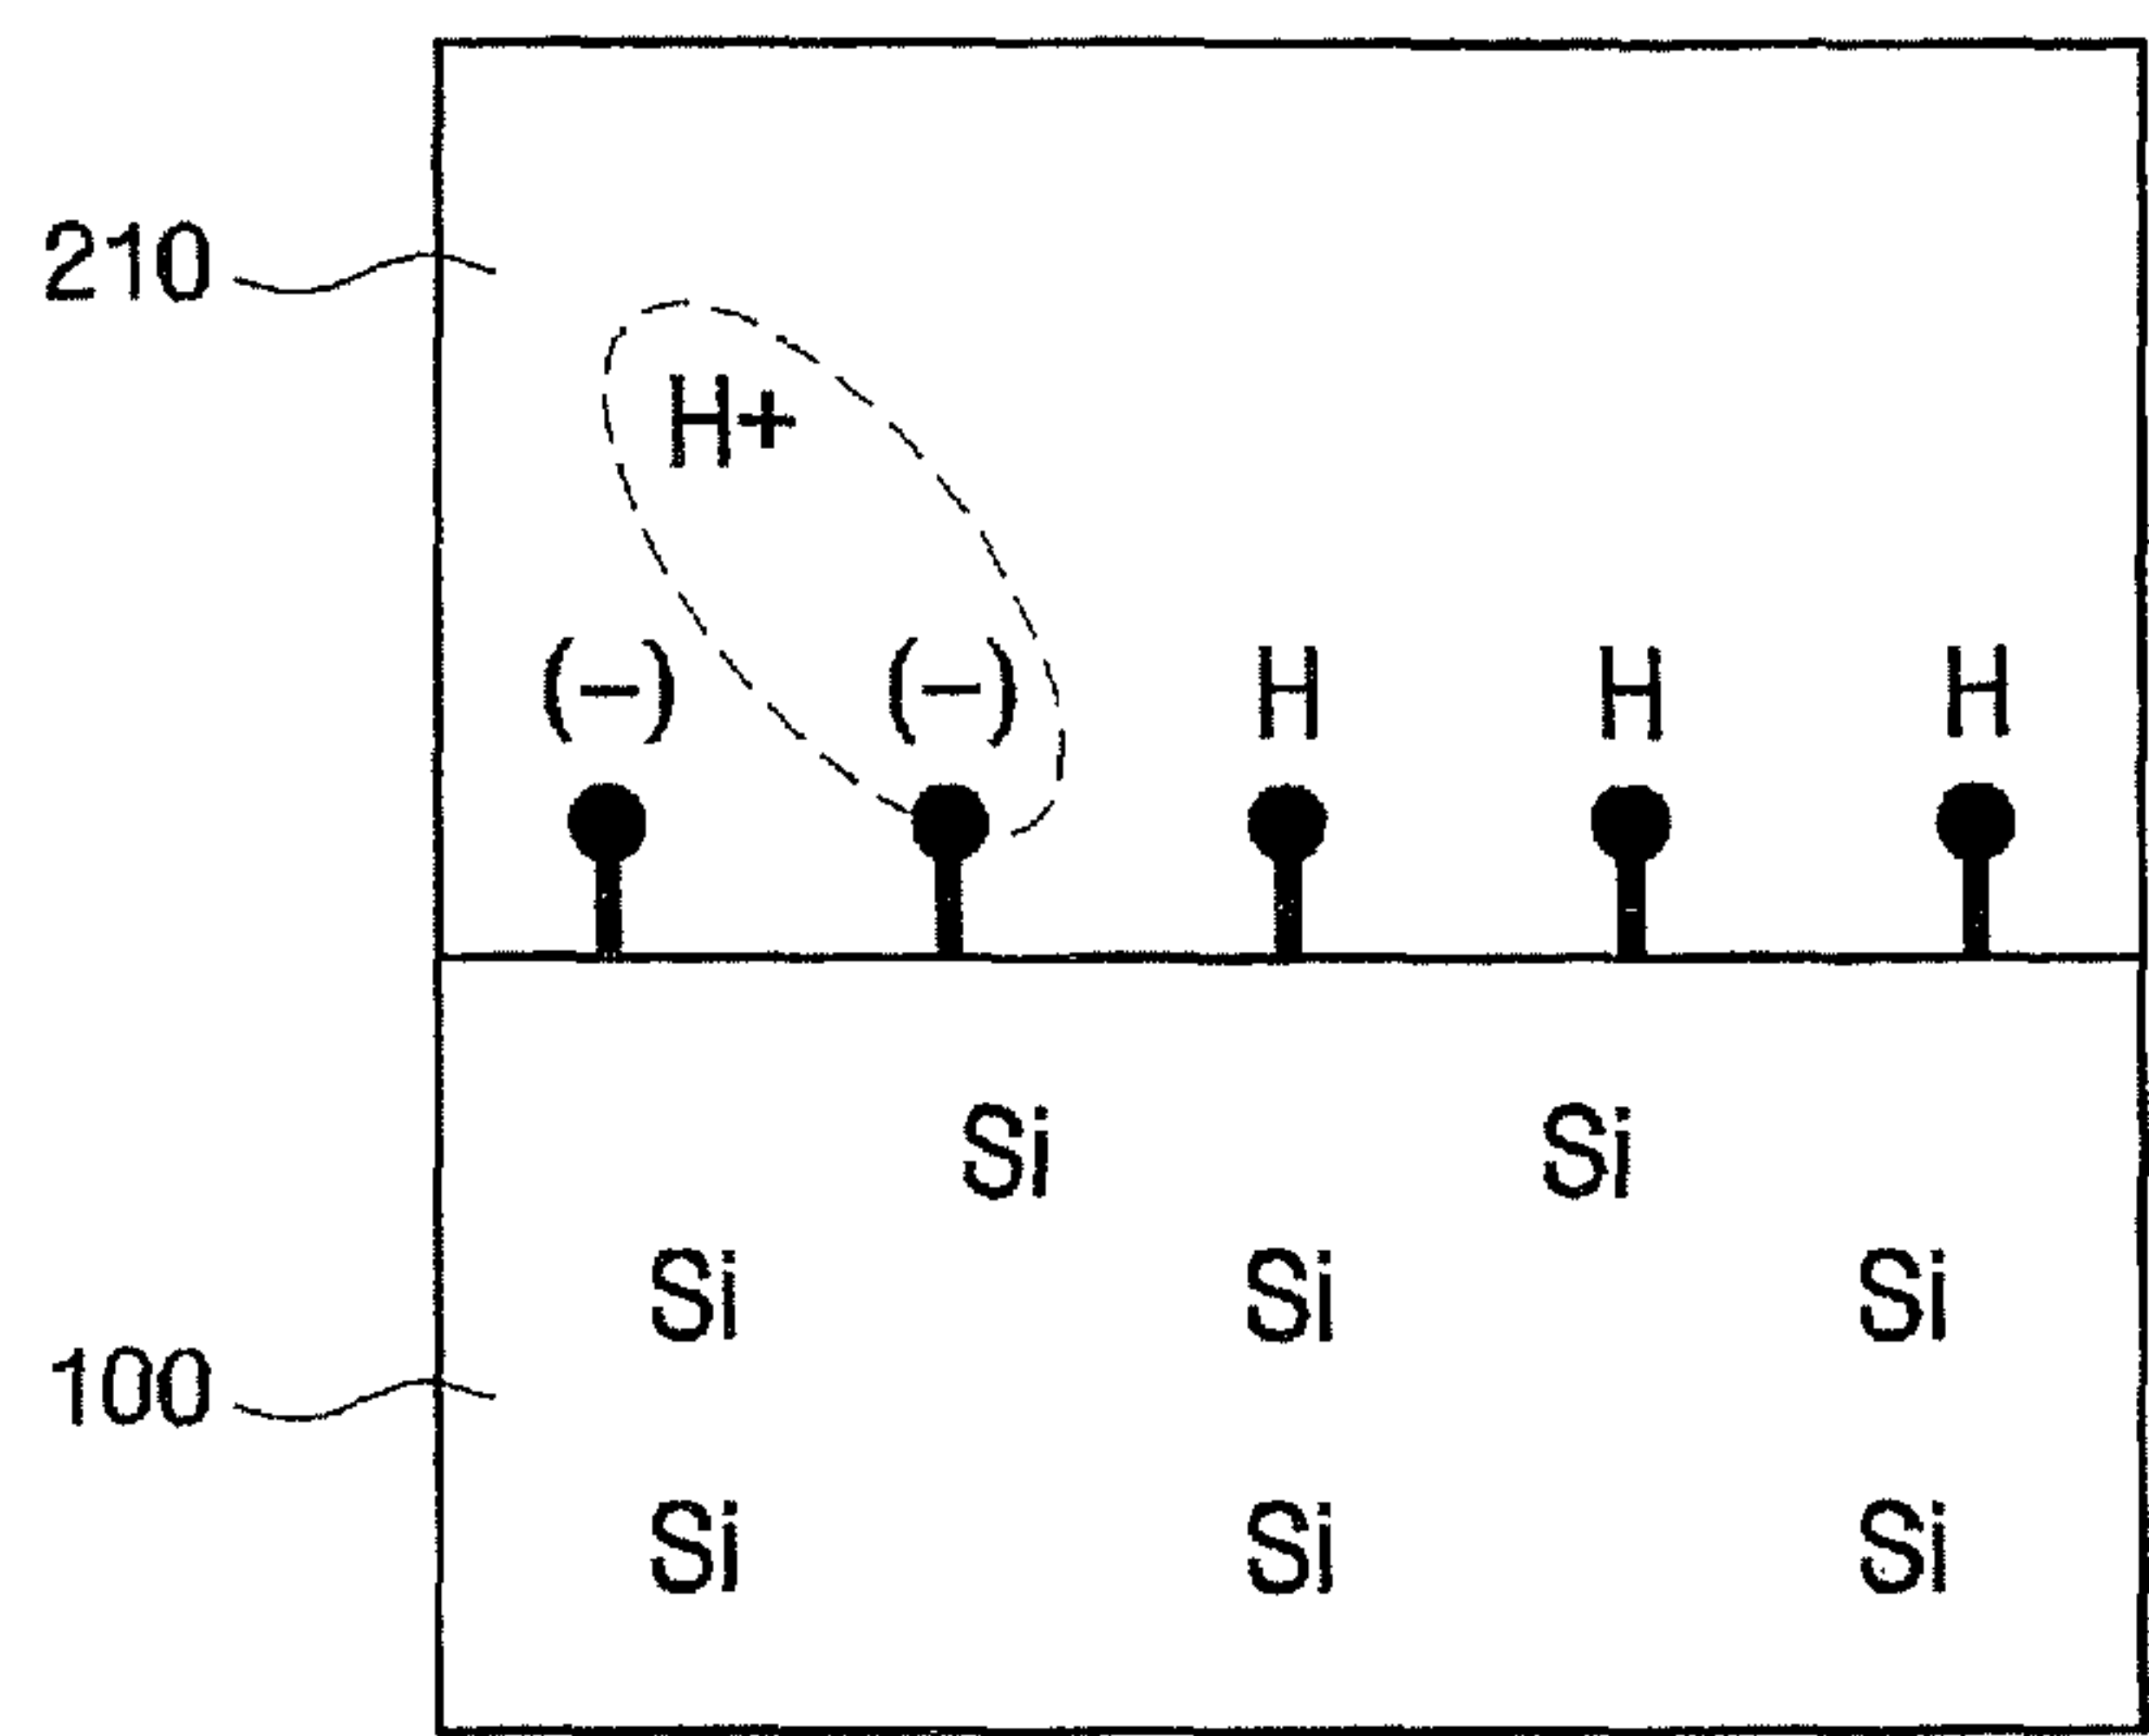 210
H+
(-) (-) H H H
Si Si
Si Si Si
100
Si Si Si